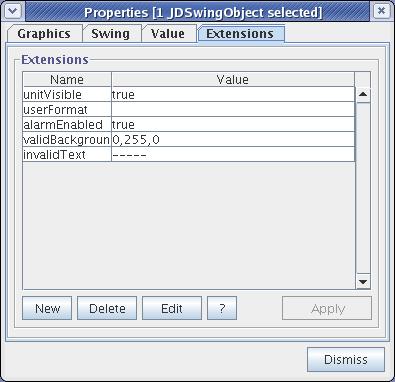 Properties [1 JDSwingObject selected]
Graphics Swing Value Extensions
Extensions
Name Value
unitVisible true
userFormat
alarmEnabled true
validBackgroun 0,255,0
invalidText -----
New Delete Edit ? Apply
Dismiss